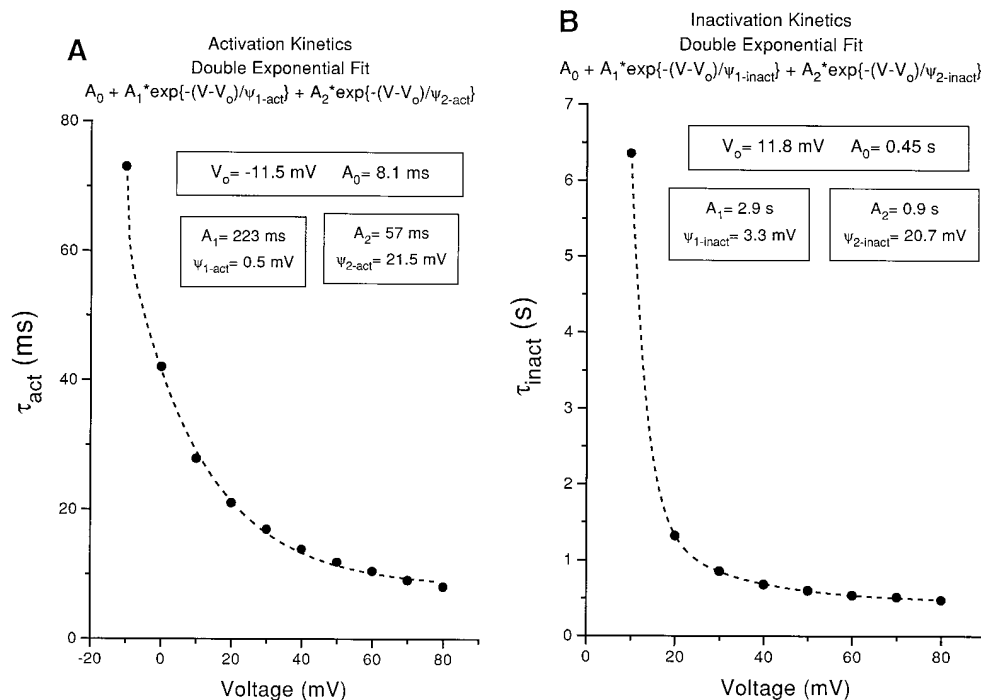 A
Activation Kinetics
Double Exponential Fit
A0 + A1*exp{-(V-Vo)/ψ1-act} + A2*exp{-(V-Vo)/ψ2-act}
Vo= -11.5 mV A0= 8.1 ms
A1= 223 ms
ψ1-act= 0.5 mV
A2= 57 ms
ψ2-act= 21.5 mV
τact (ms)
80
60
40
20
0
-20 0 20 40 60 80
Voltage (mV)
B
Inactivation Kinetics
Double Exponential Fit
A0 + A1*exp{-(V-Vo)/ψ1-inact} + A2*exp{-(V-Vo)/ψ2-inact}
Vo= 11.8 mV A0= 0.45 s
A1= 2.9 s
ψ1-inact= 3.3 mV
A2= 0.9 s
ψ2-inact= 20.7 mV
τinact (s)
7
6
5
4
3
2
1
0
0 20 40 60 80
Voltage (mV)